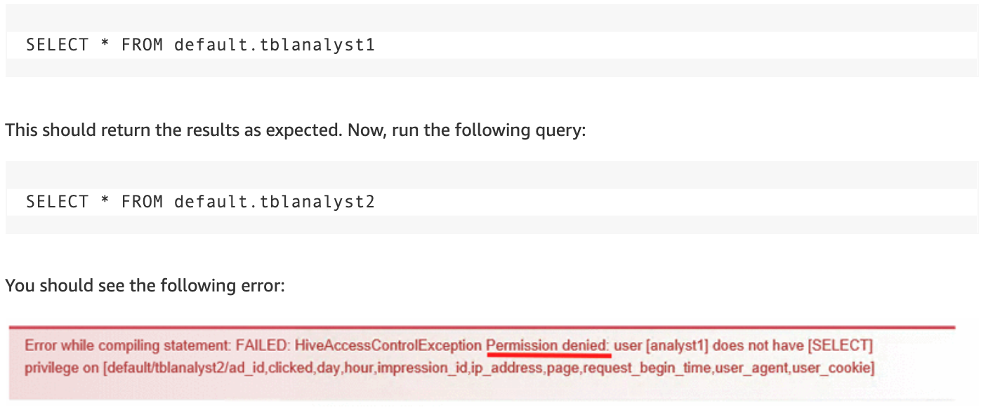 SELECT * FROM default.tblanalyst1
This should return the results as expected. Now, run the following query:
SELECT * FROM default.tblanalyst2
You should see the following error:
Error while compiling statement: FAILED: HiveAccessControlException Permission denied: user [analyst1] does not have [SELECT]
privilege on [default/tblanalyst2/ad_id,clicked,day,hour,impression_id,ip_address,page,request_begin_time,user_agent,user_cookie]